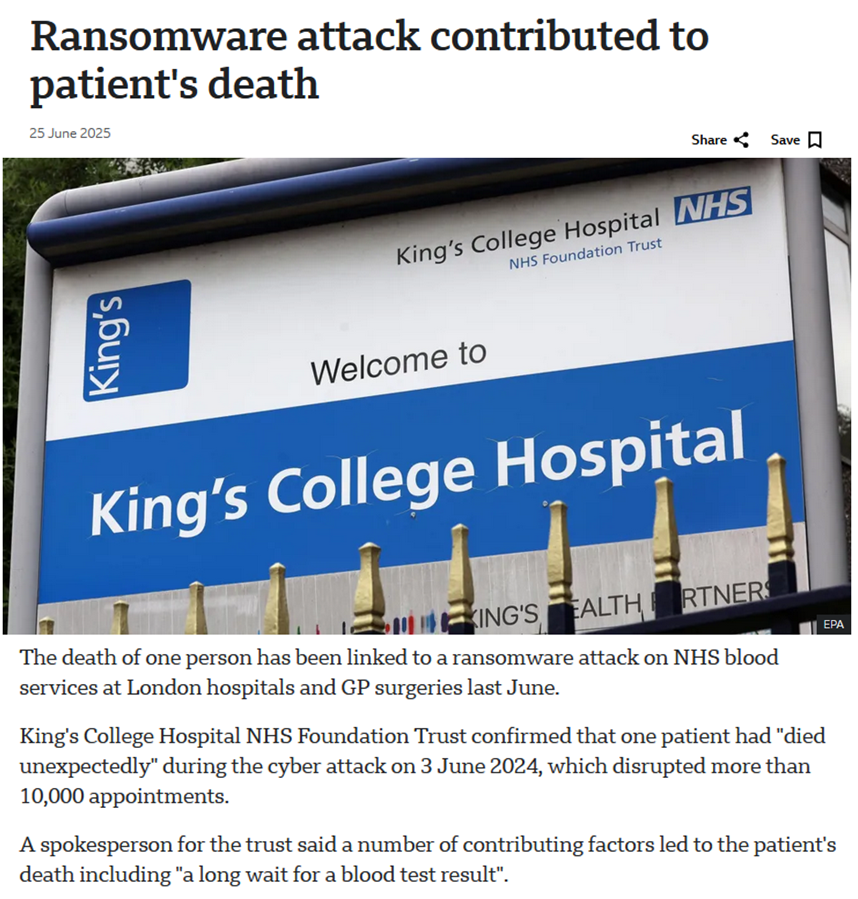 Ransomware attack contributed to
patient's death
25 June 2025
Share
Save
King's College Hospital NHS
NHS Foundation Trust
King's
Welcome to
King's College Hospital
KING'S
EPA
The death of one person has been linked to a ransomware attack on NHS blood
services at London hospitals and GP surgeries last June.
King's College Hospital NHS Foundation Trust confirmed that one patient had "died
unexpectedly" during the cyber attack on 3 June 2024, which disrupted more than
10,000 appointments.
A spokesperson for the trust said a number of contributing factors led to the patient's
death including "a long wait for a blood test result".